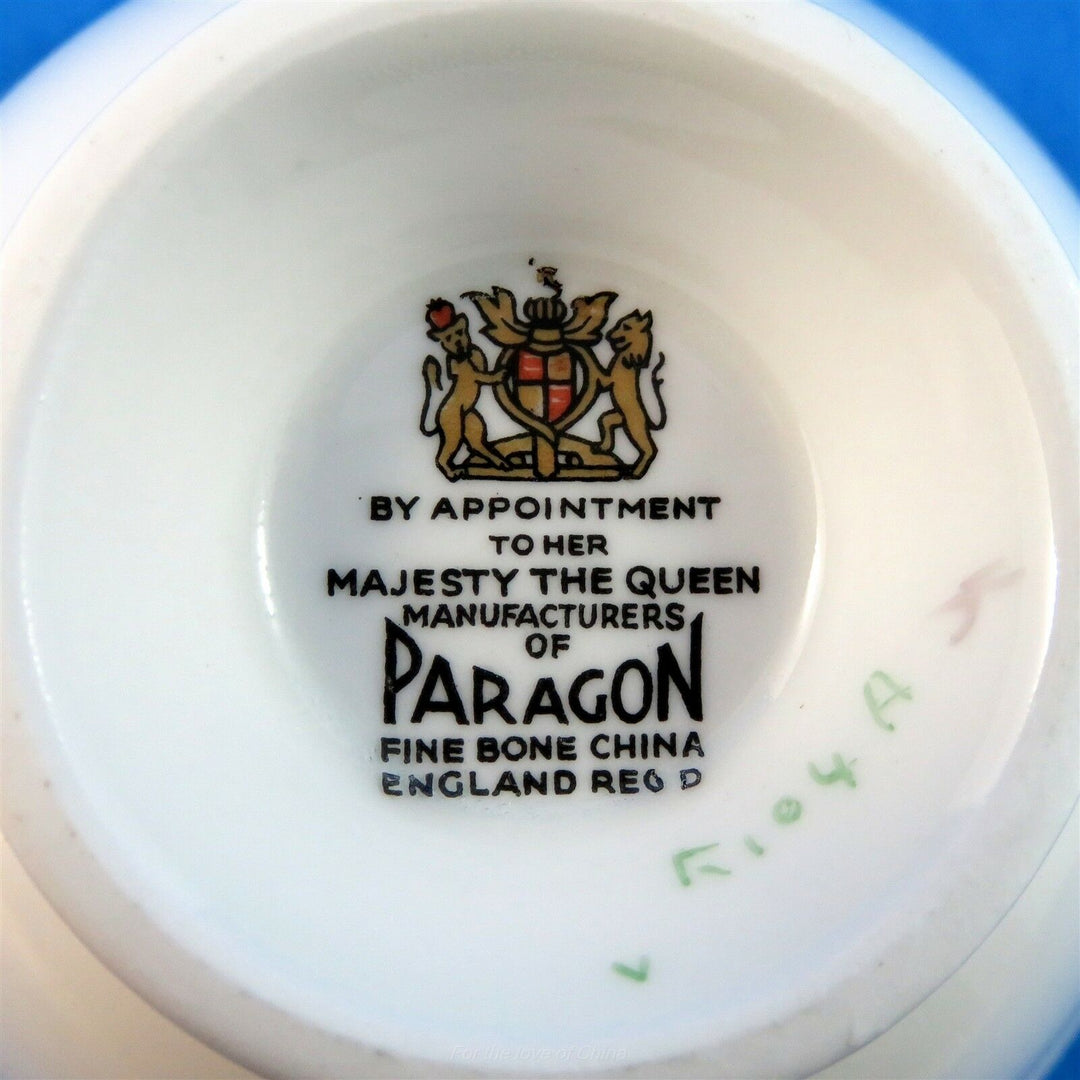 BY APPOINTMENT
TO HER
MAJESTY THE QUEEN
MANUFACTURERS
OF
PARAGON
FINE BONE CHINA
ENGLAND REG D
F104 A
For the love of China